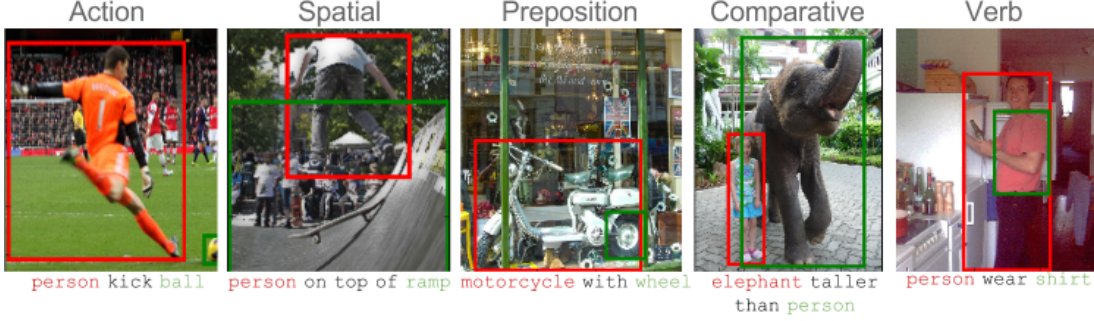 Action
Spatial
Preposition
Comparative
Verb
person kick ball
person on top of ramp
motorcycle with wheel
elephant taller
than person
person wear shirt
1